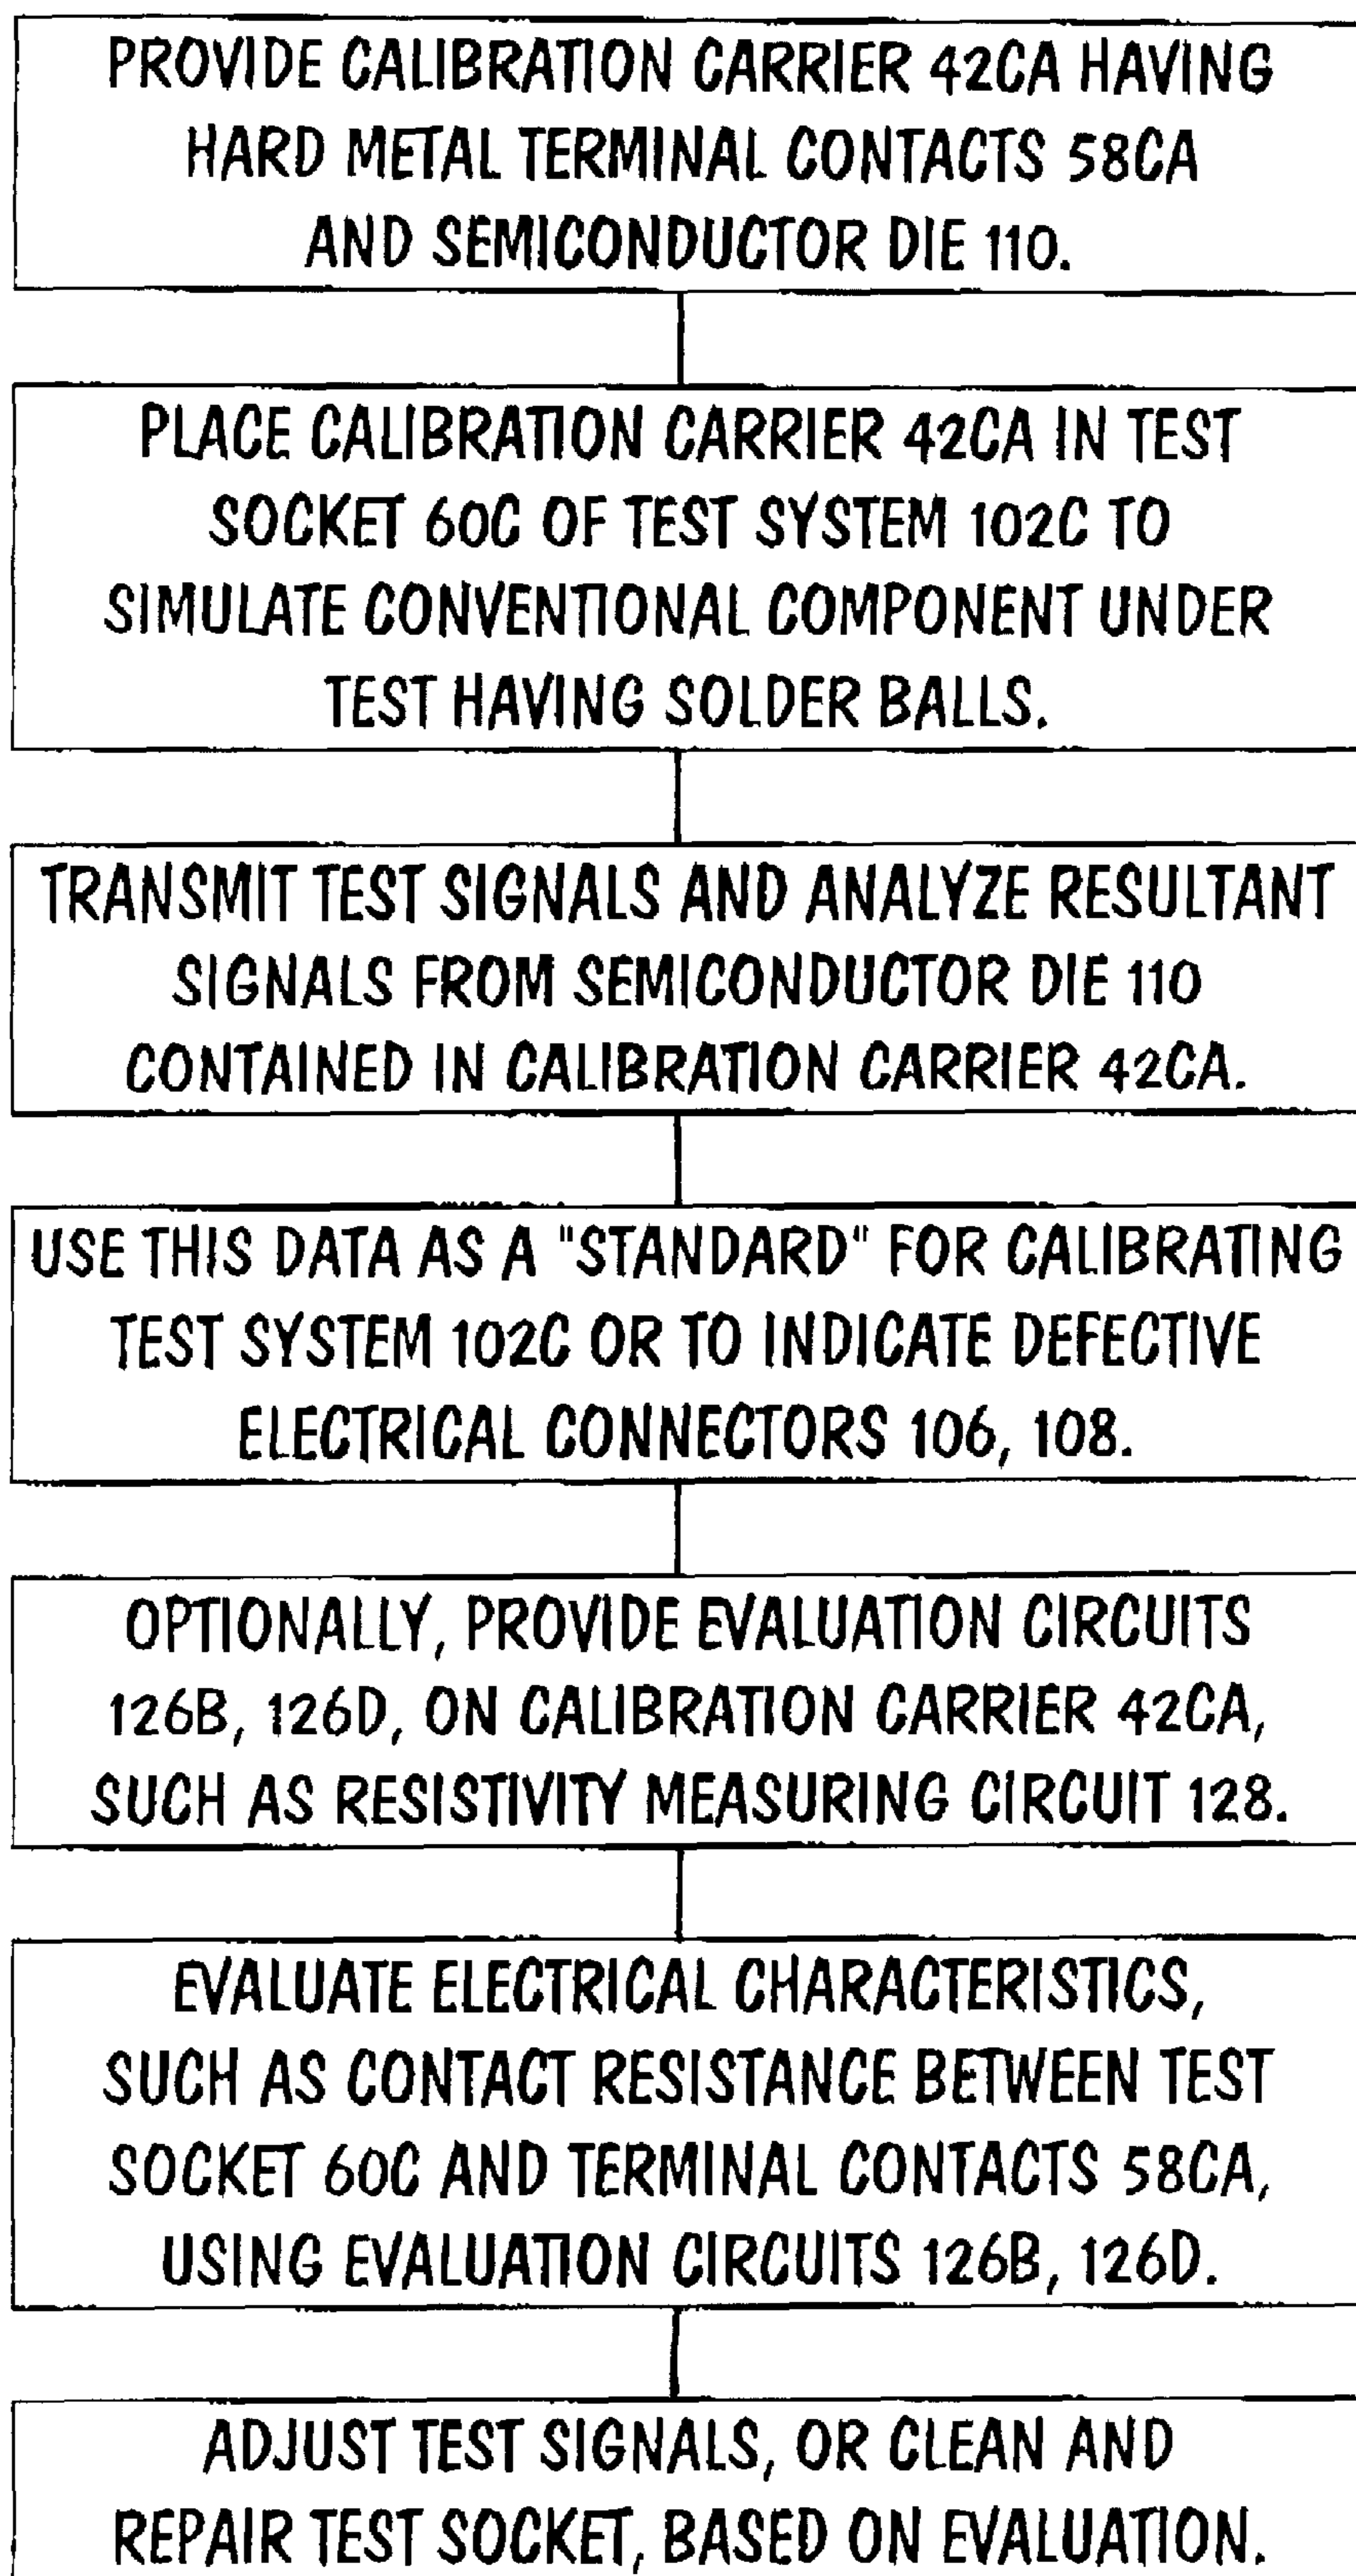 PROVIDE CALIBRATION CARRIER 42CA HAVING
HARD METAL TERMINAL CONTACTS 58CA
AND SEMICONDUCTOR DIE 110.
PLACE CALIBRATION CARRIER 42CA IN TEST
SOCKET 60C OF TEST SYSTEM 102C TO
SIMULATE CONVENTIONAL COMPONENT UNDER
TEST HAVING SOLDER BALLS.
TRANSMIT TEST SIGNALS AND ANALYZE RESULTANT
SIGNALS FROM SEMICONDUCTOR DIE 110
CONTAINED IN CALIBRATION CARRIER 42CA.
USE THIS DATA AS A "STANDARD" FOR CALIBRATING
TEST SYSTEM 102C OR TO INDICATE DEFECTIVE
ELECTRICAL CONNECTORS 106, 108.
OPTIONALLY, PROVIDE EVALUATION CIRCUITS
126B, 126D, ON CALIBRATION CARRIER 42CA,
SUCH AS RESISTIVITY MEASURING CIRCUIT 128.
EVALUATE ELECTRICAL CHARACTERISTICS,
SUCH AS CONTACT RESISTANCE BETWEEN TEST
SOCKET 60C AND TERMINAL CONTACTS 58CA,
USING EVALUATION CIRCUITS 126B, 126D.
ADJUST TEST SIGNALS, OR CLEAN AND
REPAIR TEST SOCKET, BASED ON EVALUATION.